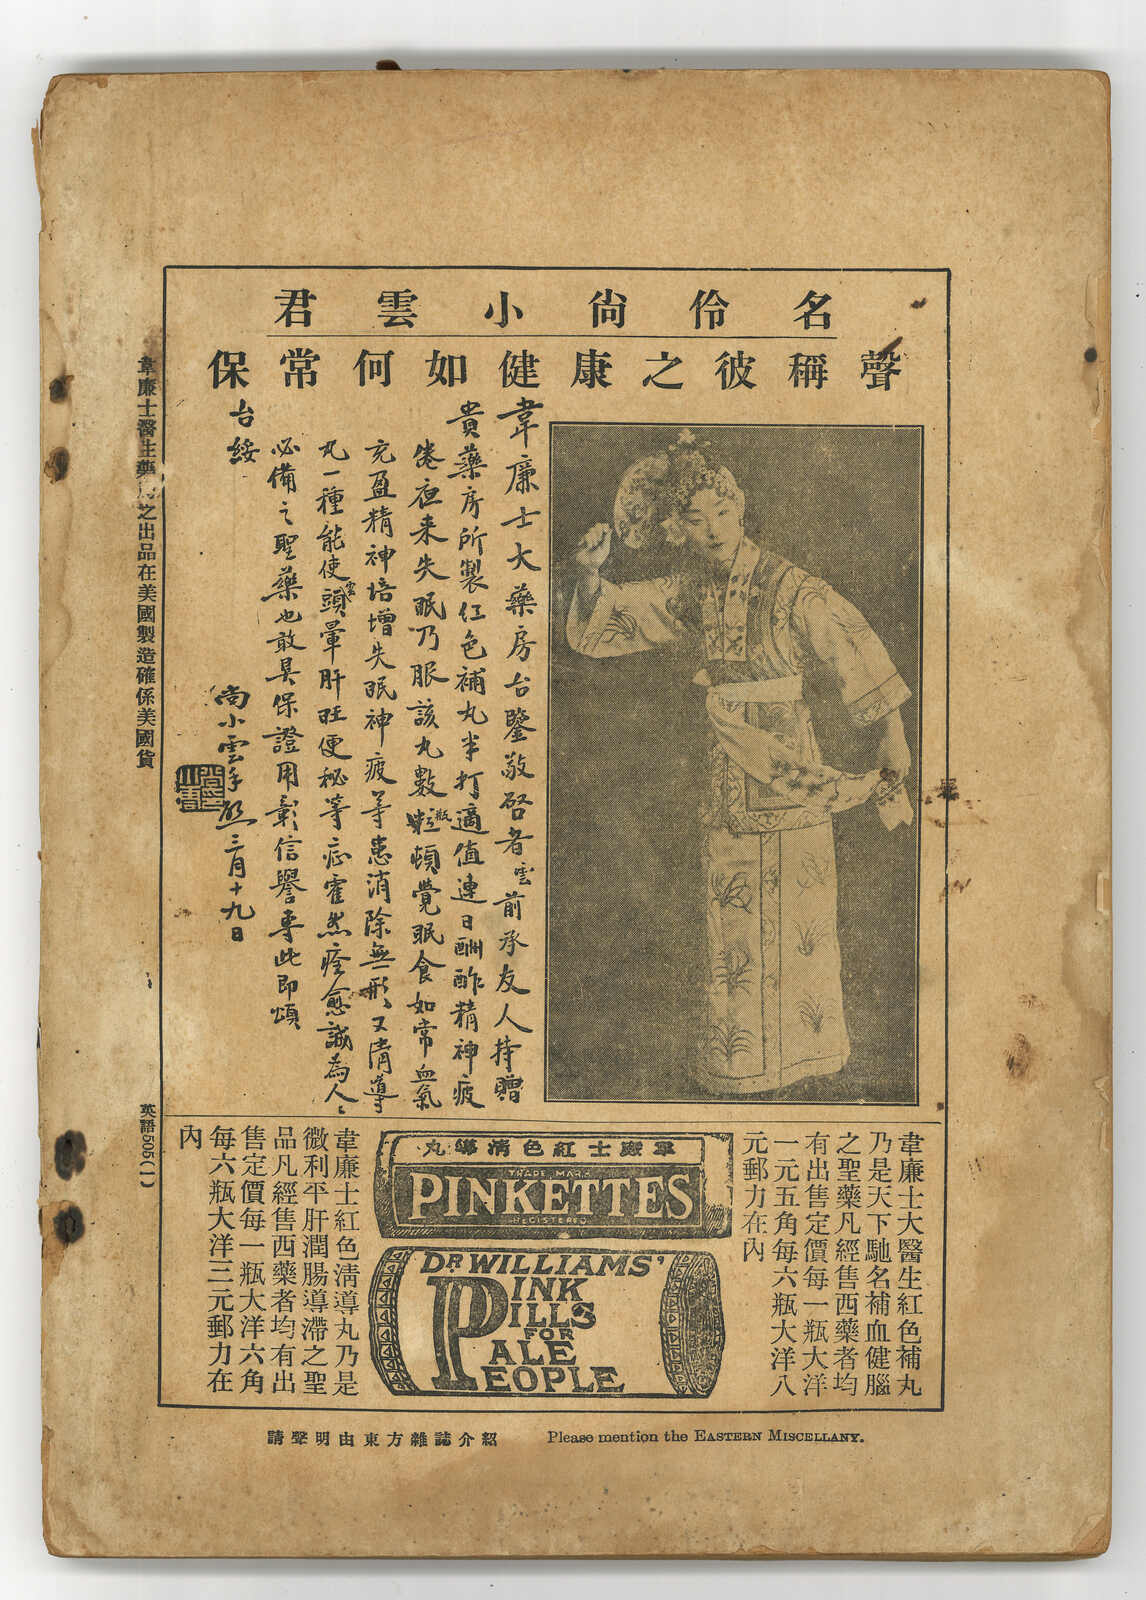 名伶尙小雲君
聲稱彼之康健如何常保
韋廉士大藥房台鑒敬啓者雲前承友人持贈
貴藥房所製红色補丸半打適值連日酬酢精神疲
倦夜来失眠乃服該丸數瓶頓覺眠食如常血氣
充盈精神培增失眠神疲等患消除無形又清導
丸一種能使頭暈肝旺便秘等症霍然痊愈誠為人
必備之聖藥也敢具保證用彰信譽專此即頌
台綏
尚小雲手啟三月十九日
韋廉士醫生藥局之出品在美國製造確係美國貨
英語505(1)
韋廉士大醫生紅色補丸
乃是天下馳名補血健腦
之聖藥凡經售西藥者均
有出售定價每一瓶大洋
一元五角每六瓶大洋八
元郵力在內
韋廉士紅色淸導丸
TRADE MARK
PINKETTES
REGISTERED
DR. WILLIAMS'
PINK
PILLS
FOR
PALE
PEOPLE
韋廉士紅色淸導丸乃是
微利平肝潤腸導滯之聖
品凡經售西藥者均有出
售定價每一瓶大洋六角
每六瓶大洋三元郵力在
內
請聲明由東方雜誌介紹
Please mention the EASTERN MISCELLANY.